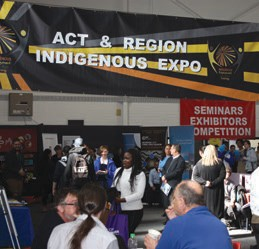 ACT & REGION
INDIGENOUS EXPO
SEMINARS
EXHIBITORS
COMPETITION